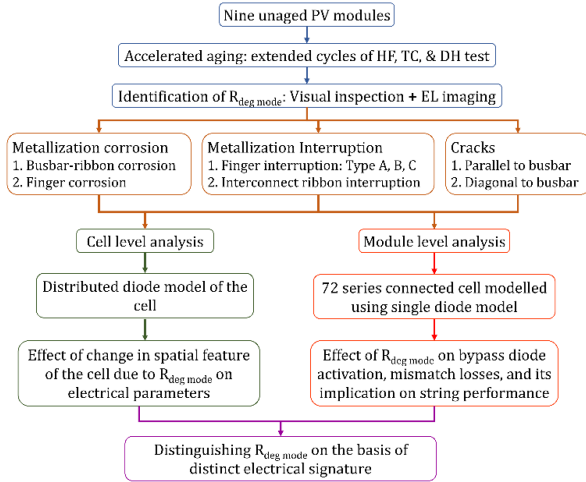 Nine unaged PV modules
Accelerated aging: extended cycles of HF, TC, & DH test
Identification of R_deg mode: Visual inspection + EL imaging
Metallization corrosion
1. Busbar-ribbon corrosion
2. Finger corrosion
Metallization Interruption
1. Finger interruption: Type A, B, C
2. Interconnect ribbon interruption
Cracks
1. Parallel to busbar
2. Diagonal to busbar
Cell level analysis
Module level analysis
Distributed diode model of the
cell
72 series connected cell modelled
using single diode model
Effect of change in spatial feature
of the cell due to R_deg mode on
electrical parameters
Effect of R_deg mode on bypass diode
activation, mismatch losses, and its
implication on string performance
Distinguishing R_deg mode on the basis of
distinct electrical signature